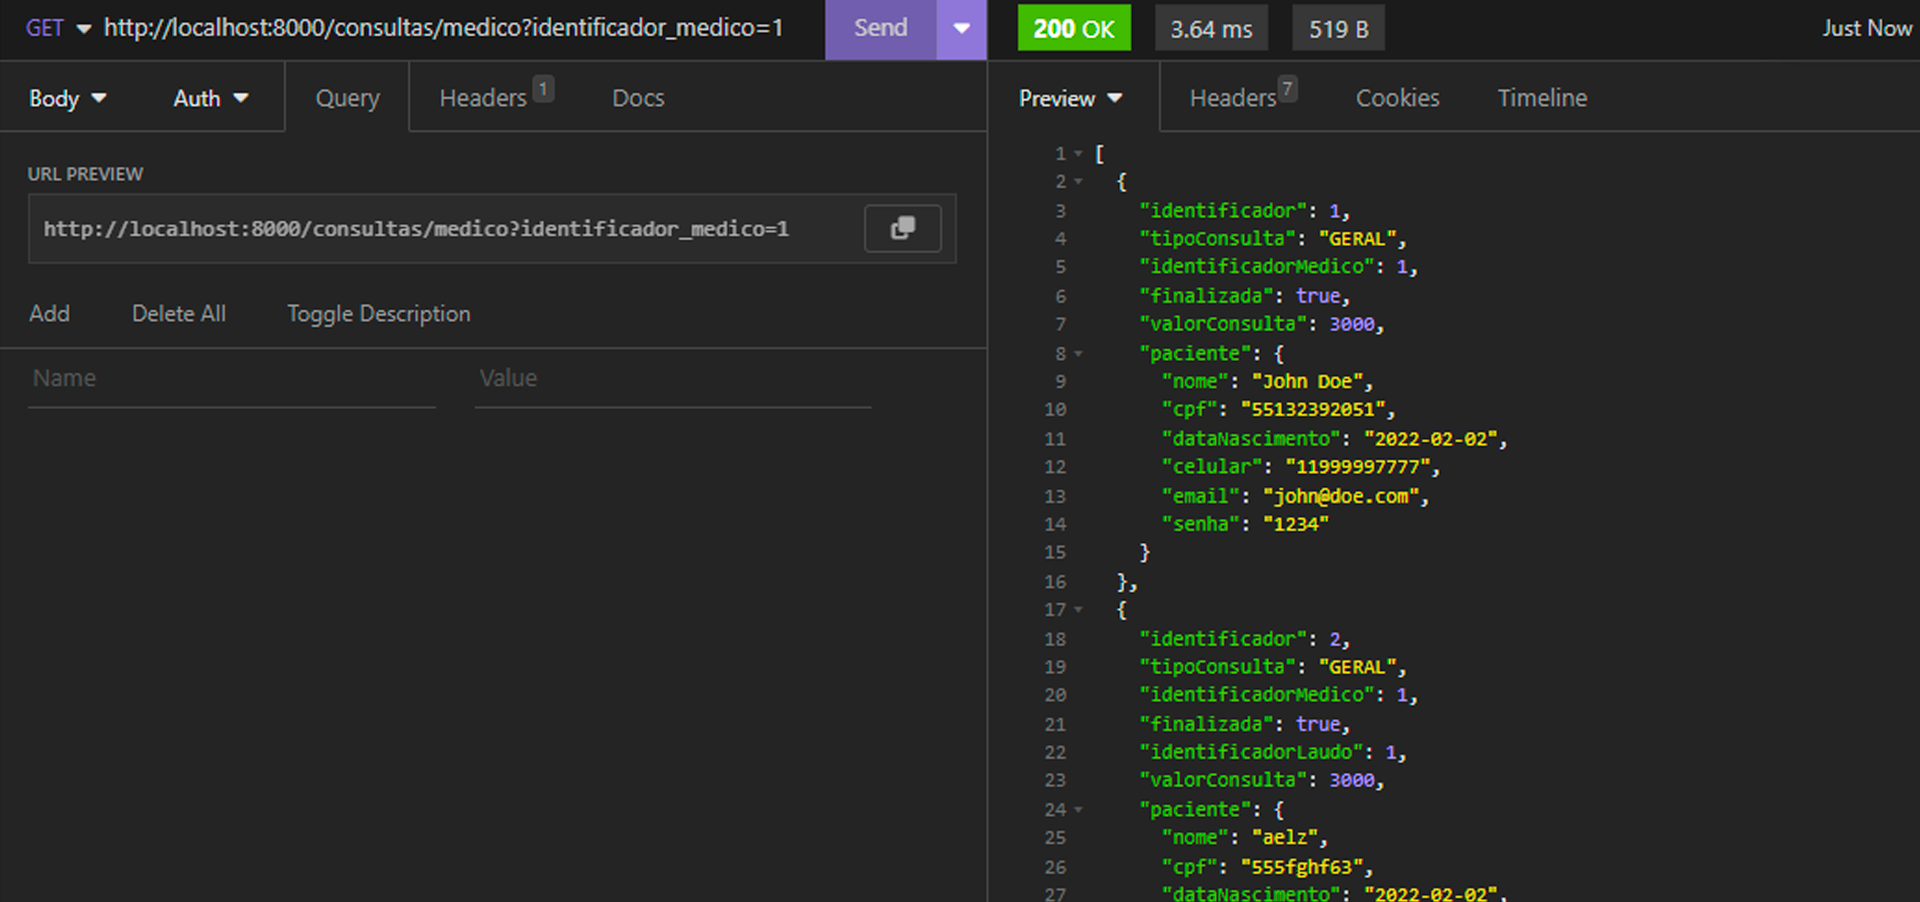 GET http://localhost:8000/consultas/medico?identificador_medico=1 Send
Body Auth Query Headers 1 Docs
URL PREVIEW
http://localhost:8000/consultas/medico?identificador_medico=1
Add Delete All Toggle Description
Name Value
200 OK 3.64 ms 519 B Just Now
Preview Headers 7 Cookies Timeline
1 [
2 {
3 "identificador": 1,
4 "tipoConsulta": "GERAL",
5 "identificadorMedico": 1,
6 "finalizada": true,
7 "valorConsulta": 3000,
8 "paciente": {
9 "nome": "John Doe",
10 "cpf": "55132392051",
11 "dataNascimento": "2022-02-02",
12 "celular": "11999997777",
13 "email": "john@doe.com",
14 "senha": "1234"
15 }
16 },
17 {
18 "identificador": 2,
19 "tipoConsulta": "GERAL",
20 "identificadorMedico": 1,
21 "finalizada": true,
22 "identificadorLaudo": 1,
23 "valorConsulta": 3000,
24 "paciente": {
25 "nome": "aelz",
26 "cpf": "555fghf63",
27 "dataNascimento": "2022-02-02",